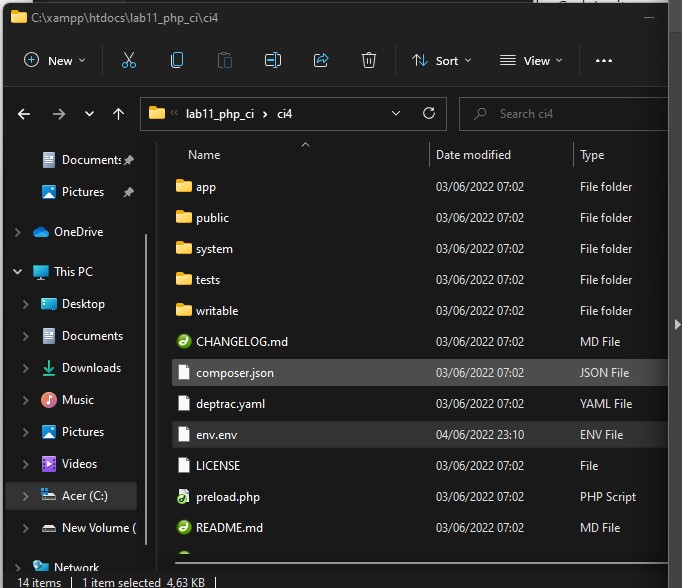 C:\xampp\htdocs\lab11_php_ci\ci4
New Sort View
lab11_php_ci ci4 Search ci4
Name Date modified Type
Documents
Pictures
OneDrive
This PC
Desktop
Documents
Downloads
Music
Pictures
Videos
Acer (C:)
New Volume (
Network
app 03/06/2022 07:02 File folder
public 03/06/2022 07:02 File folder
system 03/06/2022 07:02 File folder
tests 03/06/2022 07:02 File folder
writable 03/06/2022 07:02 File folder
CHANGELOG.md 03/06/2022 07:02 MD File
composer.json 03/06/2022 07:02 JSON File
deptrac.yaml 03/06/2022 07:02 YAML File
env.env 04/06/2022 23:10 ENV File
LICENSE 03/06/2022 07:02 File
preload.php 03/06/2022 07:02 PHP Script
README.md 03/06/2022 07:02 MD File
14 items 1 item selected 4,63 KB